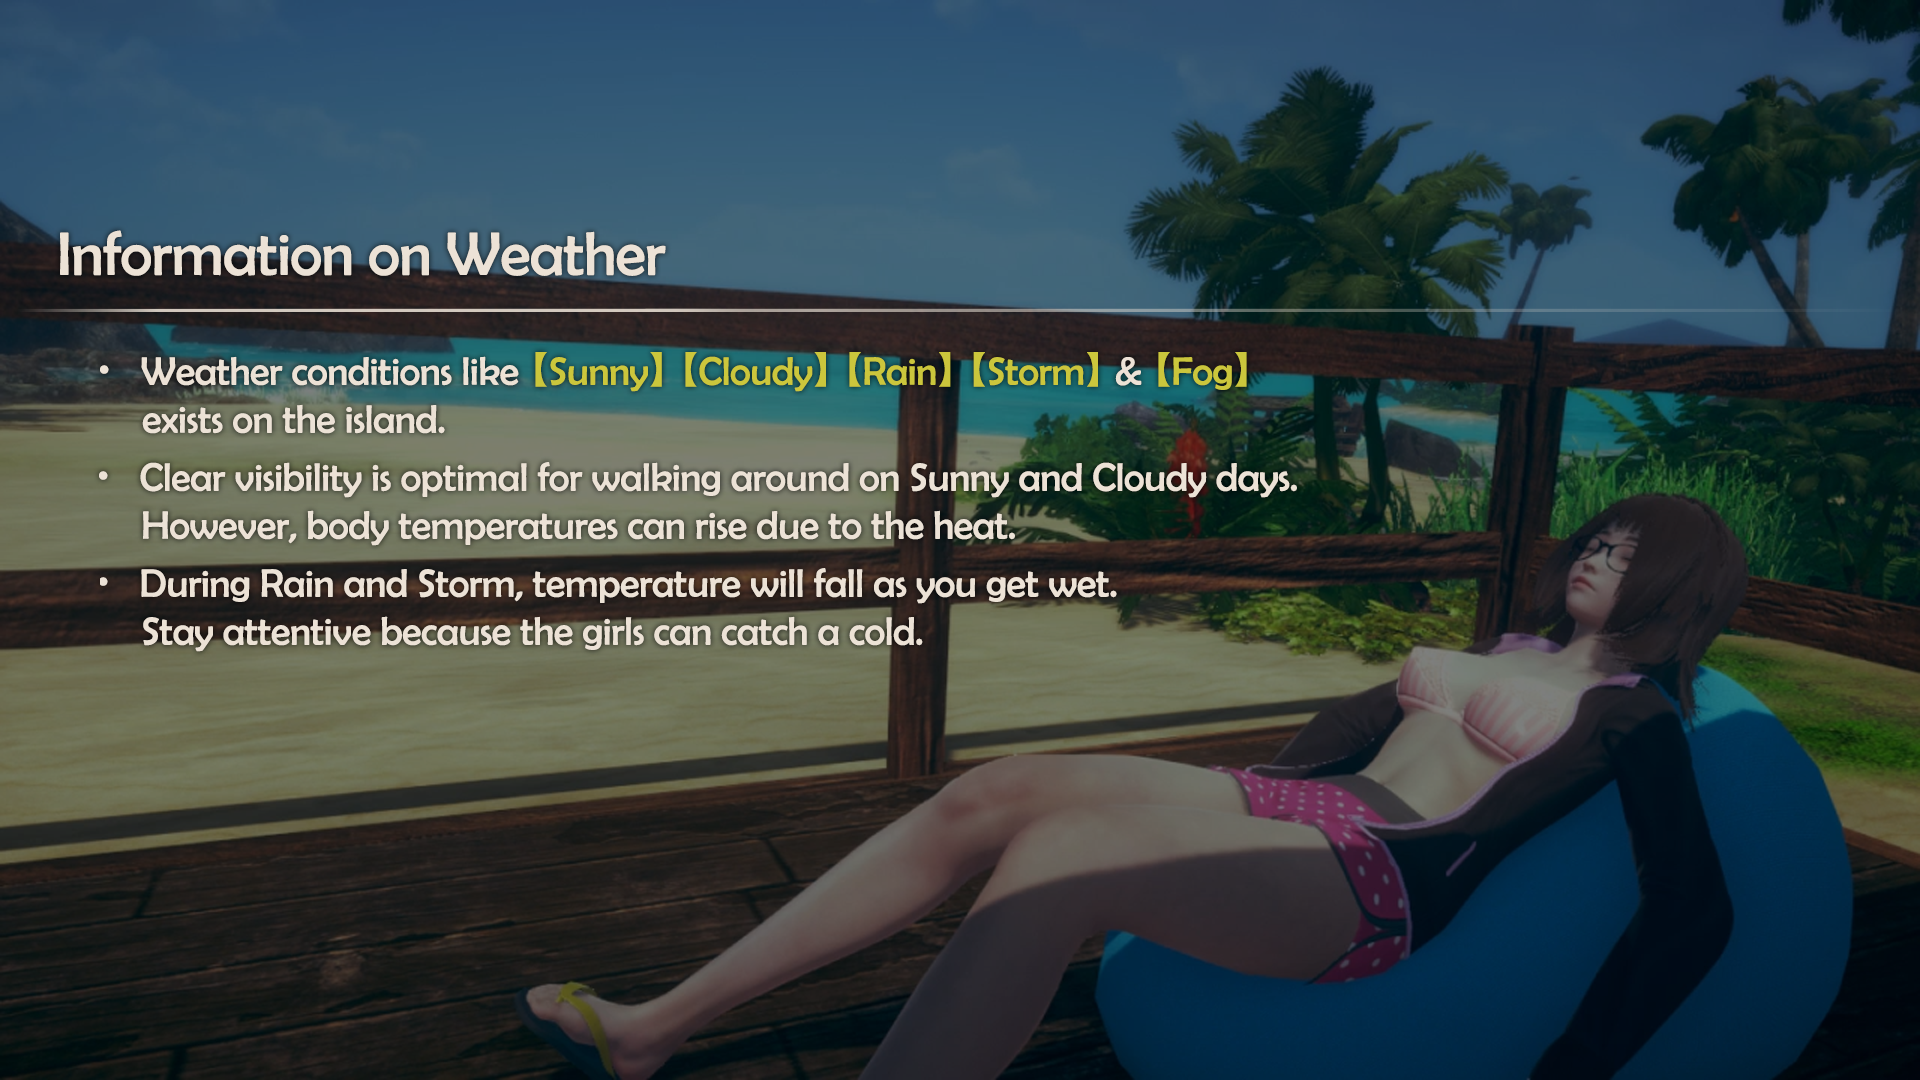 Information on Weather
• Weather conditions like 【Sunny】【Cloudy】【Rain】【Storm】 & 【Fog】
exists on the island.
• Clear visibility is optimal for walking around on Sunny and Cloudy days.
However, body temperatures can rise due to the heat.
• During Rain and Storm, temperature will fall as you get wet.
Stay attentive because the girls can catch a cold.